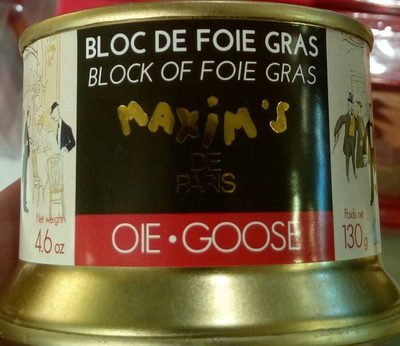 BLOC DE FOIE GRAS
BLOCK OF FOIE GRAS
MAXiM'S
DE
PARIS
Net weight
4.6 oz
OIE • GOOSE
Poids net
130g